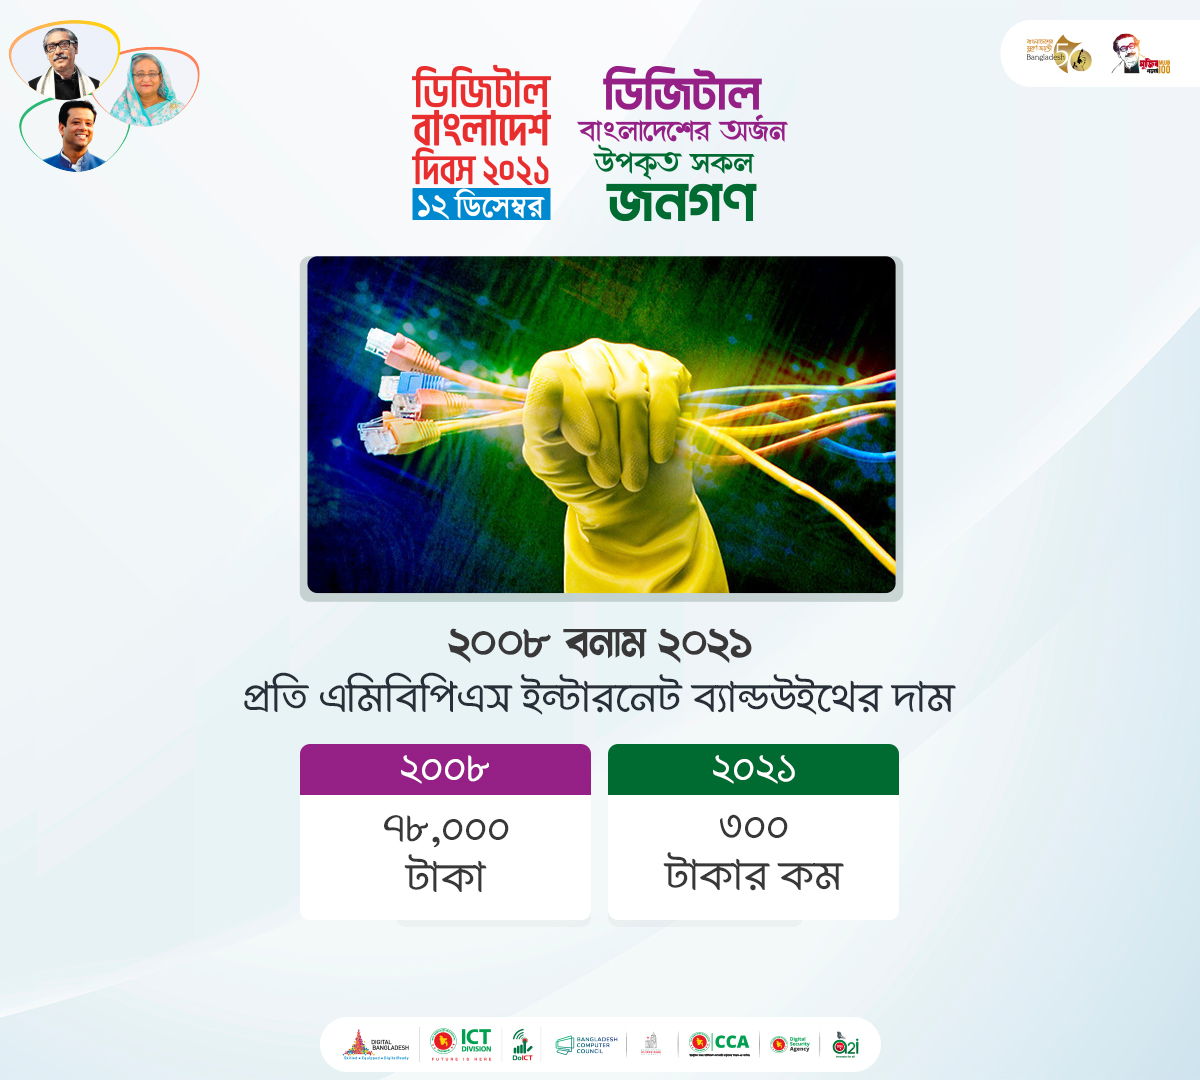 ডিজিটাল
বাংলাদেশ
দিবস ২০২১
১২ ডিসেম্বর
ডিজিটাল
বাংলাদেশের অর্জন
উপকৃত সকল
জনগণ
Bangladesh 50
মুজিব
100
২০০৮ বনাম ২০২১
প্রতি এমিবিপিএস ইন্টারনেট ব্যান্ডউইথের দাম
২০০৮
৭৮,০০০
টাকা
২০২১
৩০০
টাকার কম
DIGITAL
BANGLADESH
ICT
DIVISION
FUTURE IS HERE
DoICT
BANGLADESH
COMPUTER
COUNCIL
CCA
Digital
Security
Agency
a2i